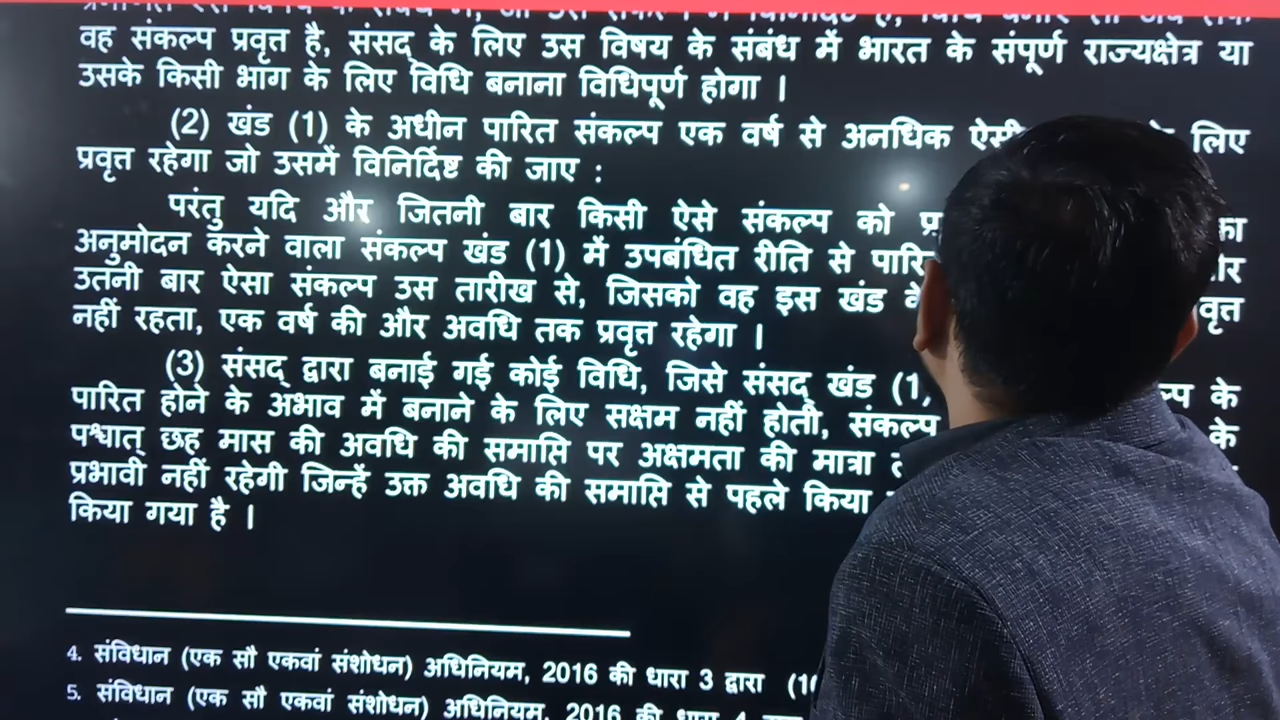 वह संकल्प प्रवृत्त है, संसद् के लिए उस विषय के संबंध में भारत के संपूर्ण राज्यक्षेत्र या
उसके किसी भाग के लिए विधि बनाना विधिपूर्ण होगा ।
(2) खंड (1) के अधीन पारित संकल्प एक वर्ष से अनधिक ऐसी लिए
प्रवृत्त रहेगा जो उसमें विनिर्दिष्ट की जाए :
परंतु यदि और जितनी बार किसी ऐसे संकल्प को
अनुमोदन करने वाला संकल्प खंड (1) में उपबंधित रीति से
उतनी बार ऐसा संकल्प उस तारीख से, जिसको वह इस खंड
नहीं रहता, एक वर्ष की और अवधि तक प्रवृत्त रहेगा ।
(3) संसद् द्वारा बनाई गई कोई विधि, जिसे संसद् खंड (1 के
पारित होने के अभाव में बनाने के लिए सक्षम नहीं होती, संकल्प के
पश्चात् छह मास की अवधि की समाप्ति पर अक्षमता की मात्रा
प्रभावी नहीं रहेगी जिन्हें उक्त अवधि की समाप्ति से पहले किया
किया गया है ।
4. संविधान (एक सौ एकवां संशोधन) अधिनियम, 2016 की धारा 3 द्वारा
5. संविधान (एक सौ एकवां संशोधन) अधिनियम, 2016 की धारा 4